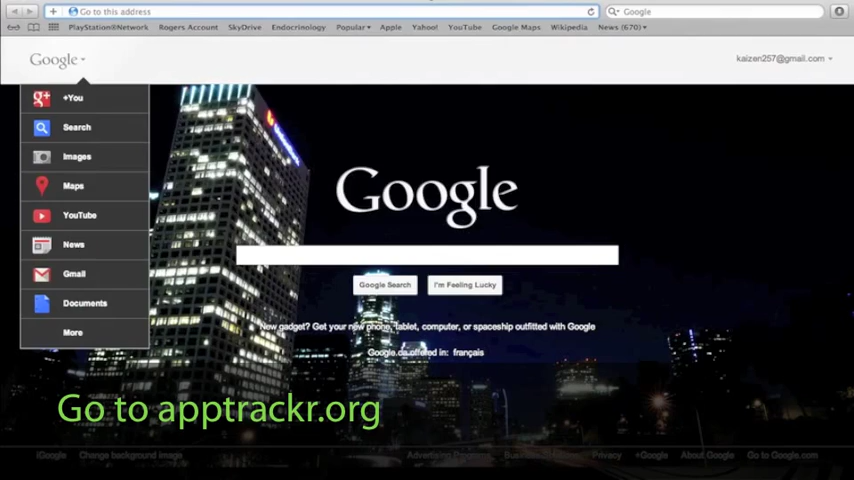 Go to this address
Google
PlayStation®Network Rogers Account SkyDrive Endocrinology Popular Apple Yahoo! YouTube Google Maps Wikipedia News (670)
Google
kaizen257@gmail.com
+You
Search
Images
Maps
YouTube
News
Gmail
Documents
More
Google
Google Search I'm Feeling Lucky
New gadget? Get your new phone, tablet, computer, or spaceship outfitted with Google
Google.ca offered in: français
Go to apptrackr.org
iGoogle Change background image Advertising Privacy +Google About Google Go to Google.com